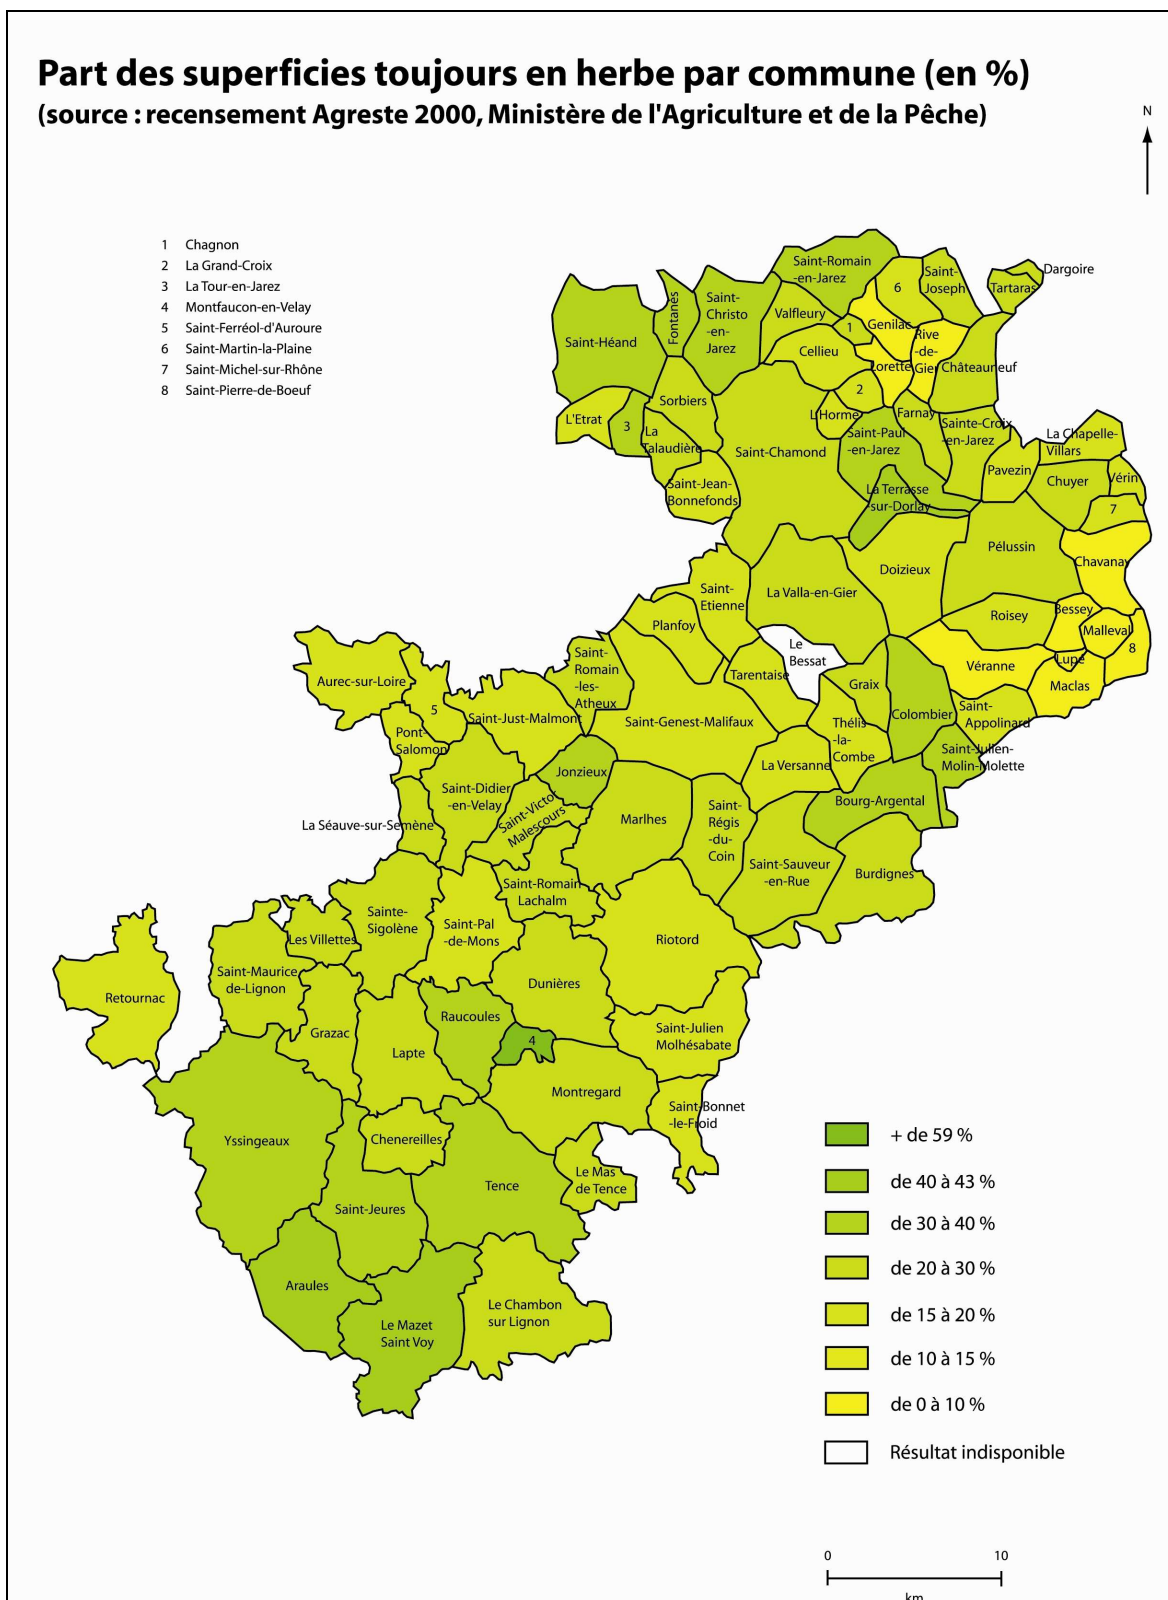 Part des superficies toujours en herbe par commune (en %)
(source : recensement Agreste 2000, Ministère de l'Agriculture et de la Pêche)
N
1 Chagnon
2 La Grand-Croix
3 La Tour-en-Jarez
4 Montfaucon-en-Velay
5 Saint-Ferréol-d'Auroure
6 Saint-Martin-la-Plaine
7 Saint-Michel-sur-Rhône
8 Saint-Pierre-de-Boeuf
Saint-Romain
-en-Jarez
Saint-
Joseph
Dargoire
Tartaras
6
Fontanès
Saint-
Christo
-en-
Jarez
Valfleury
1
Genilac
Rive
-de-
Gier
Saint-Héand
Cellieu
Lorette
Châteauneuf
2
Sorbiers
L'Etrat
3
La
Talaudière
L'Horme
Farnay
Saint-Paul
-en-Jarez
Sainte-Croix
-en-Jarez
La Chapelle-
Villars
Saint-Chamond
Pavezin
Chuyer
Vérin
Saint-Jean-
Bonnefonds
La Terrasse
-sur-Dorlay
7
Pélussin
Chavanay
Doizieux
La Valla-en-Gier
Saint-
Etienne
Planfoy
Roisey
Bessey
Malleval
8
Le
Bessat
Véranne
Lupé
Maclas
Saint-
Romain
-les-
Atheux
Tarentaise
Graix
Aurec-sur-Loire
5
Saint-Just-Malmont
Saint-Genest-Malifaux
Thélis
-la-
Combe
Colombier
Saint-
Appolinard
Pont-
Salomon
La Versanne
Saint-Julien-
Molin-Molette
Jonzieux
Saint-Didier
-en-Velay
Saint-Victor
Malescours
Marlhes
Saint-
Régis
-du-
Coin
Bourg-Argental
La Séauve-sur-Semène
Saint-Sauveur
-en-Rue
Burdignes
Saint-Romain
Lachalm
Sainte-
Sigolène
Saint-Pal
-de-Mons
Les Villettes
Riotord
Saint-Maurice
de-Lignon
Dunières
Retournac
Grazac
Raucoules
4
Saint-Julien
Molhésabate
Lapte
Montregard
Saint-Bonnet
-le-Froid
Yssingeaux
Chenereilles
Le Mas
de Tence
Tence
Saint-Jeures
Araules
Le Mazet
Saint Voy
Le Chambon
sur Lignon
+ de 59 %
de 40 à 43 %
de 30 à 40 %
de 20 à 30 %
de 15 à 20 %
de 10 à 15 %
de 0 à 10 %
Résultat indisponible
0 10
km